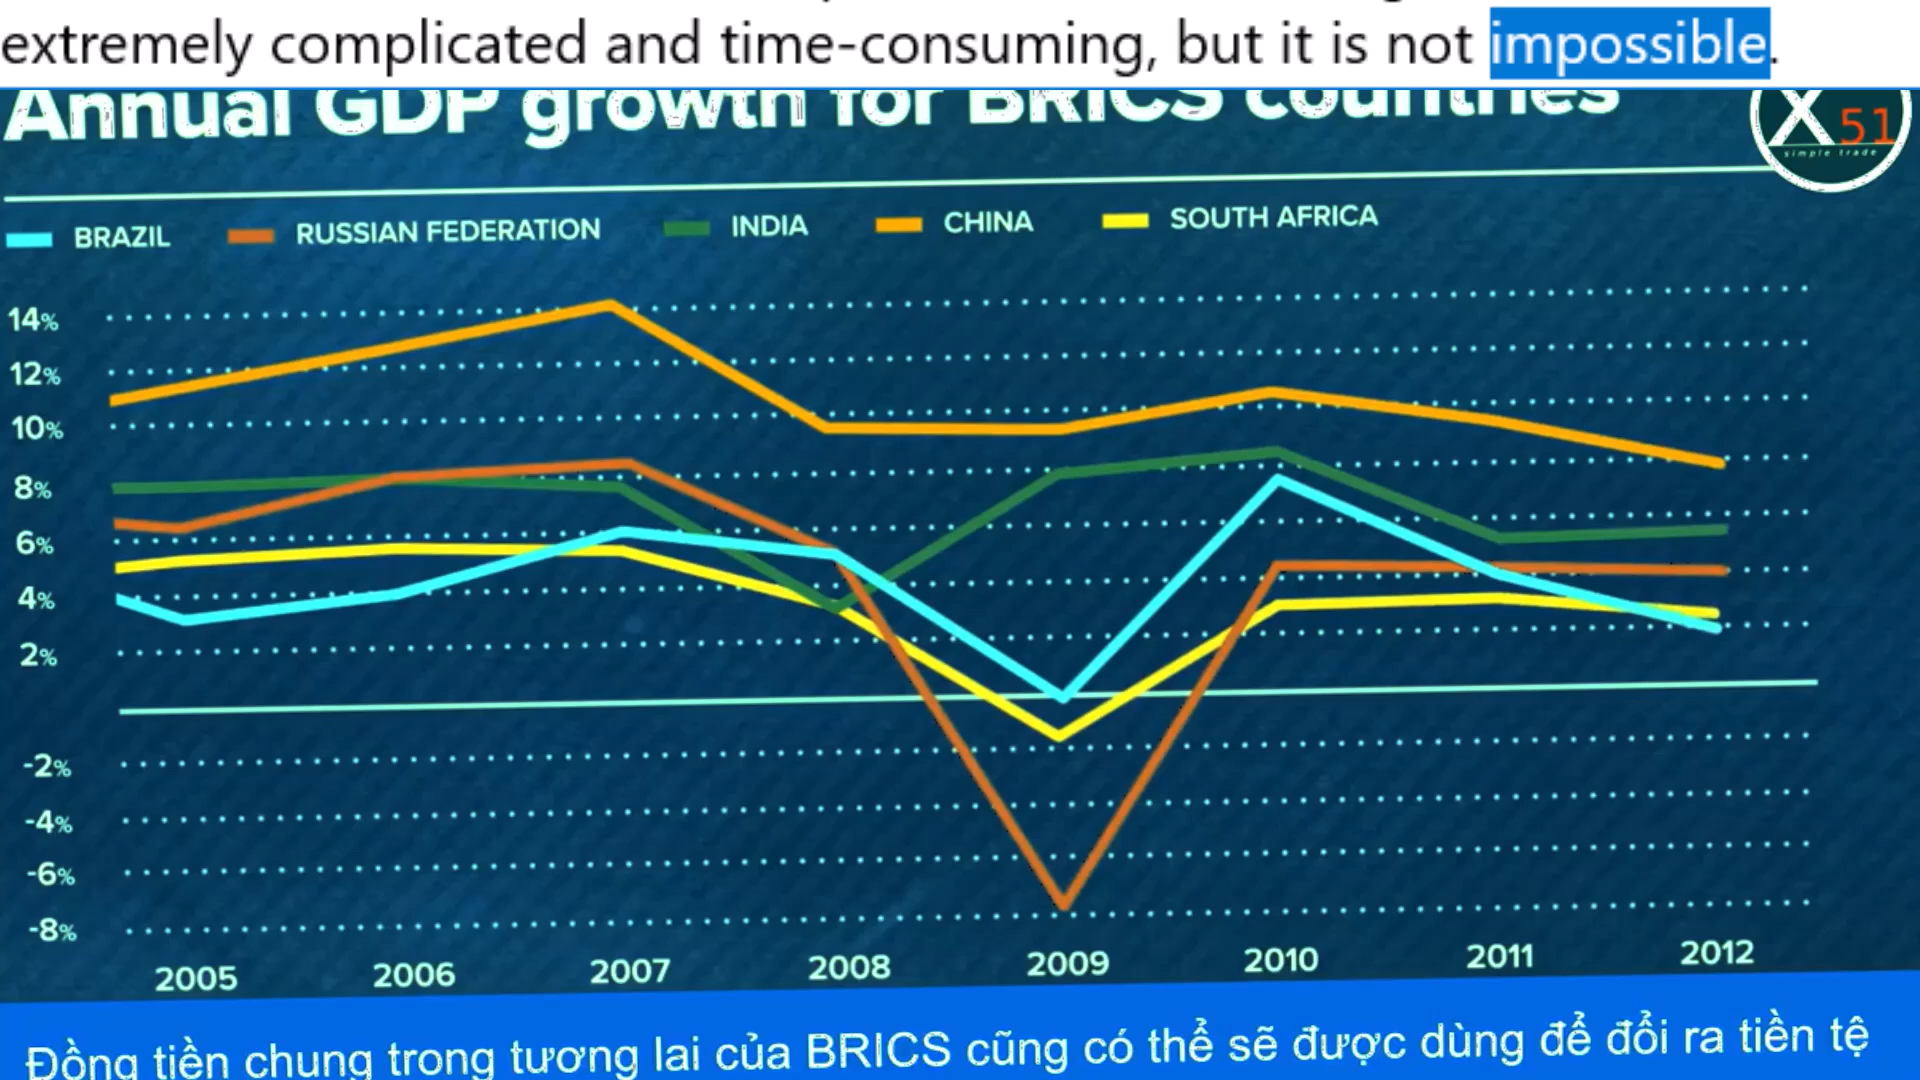 extremely complicated and time-consuming, but it is not impossible.
Annual GDP growth for BRICS countries
X51
simple trade
BRAZIL RUSSIAN FEDERATION INDIA CHINA SOUTH AFRICA
14%
12%
10%
8%
6%
4%
2%
-2%
-4%
-6%
-8%
2005 2006 2007 2008 2009 2010 2011 2012
Đồng tiền chung trong tương lai của BRICS cũng có thể sẽ được dùng để đổi ra tiền tệ